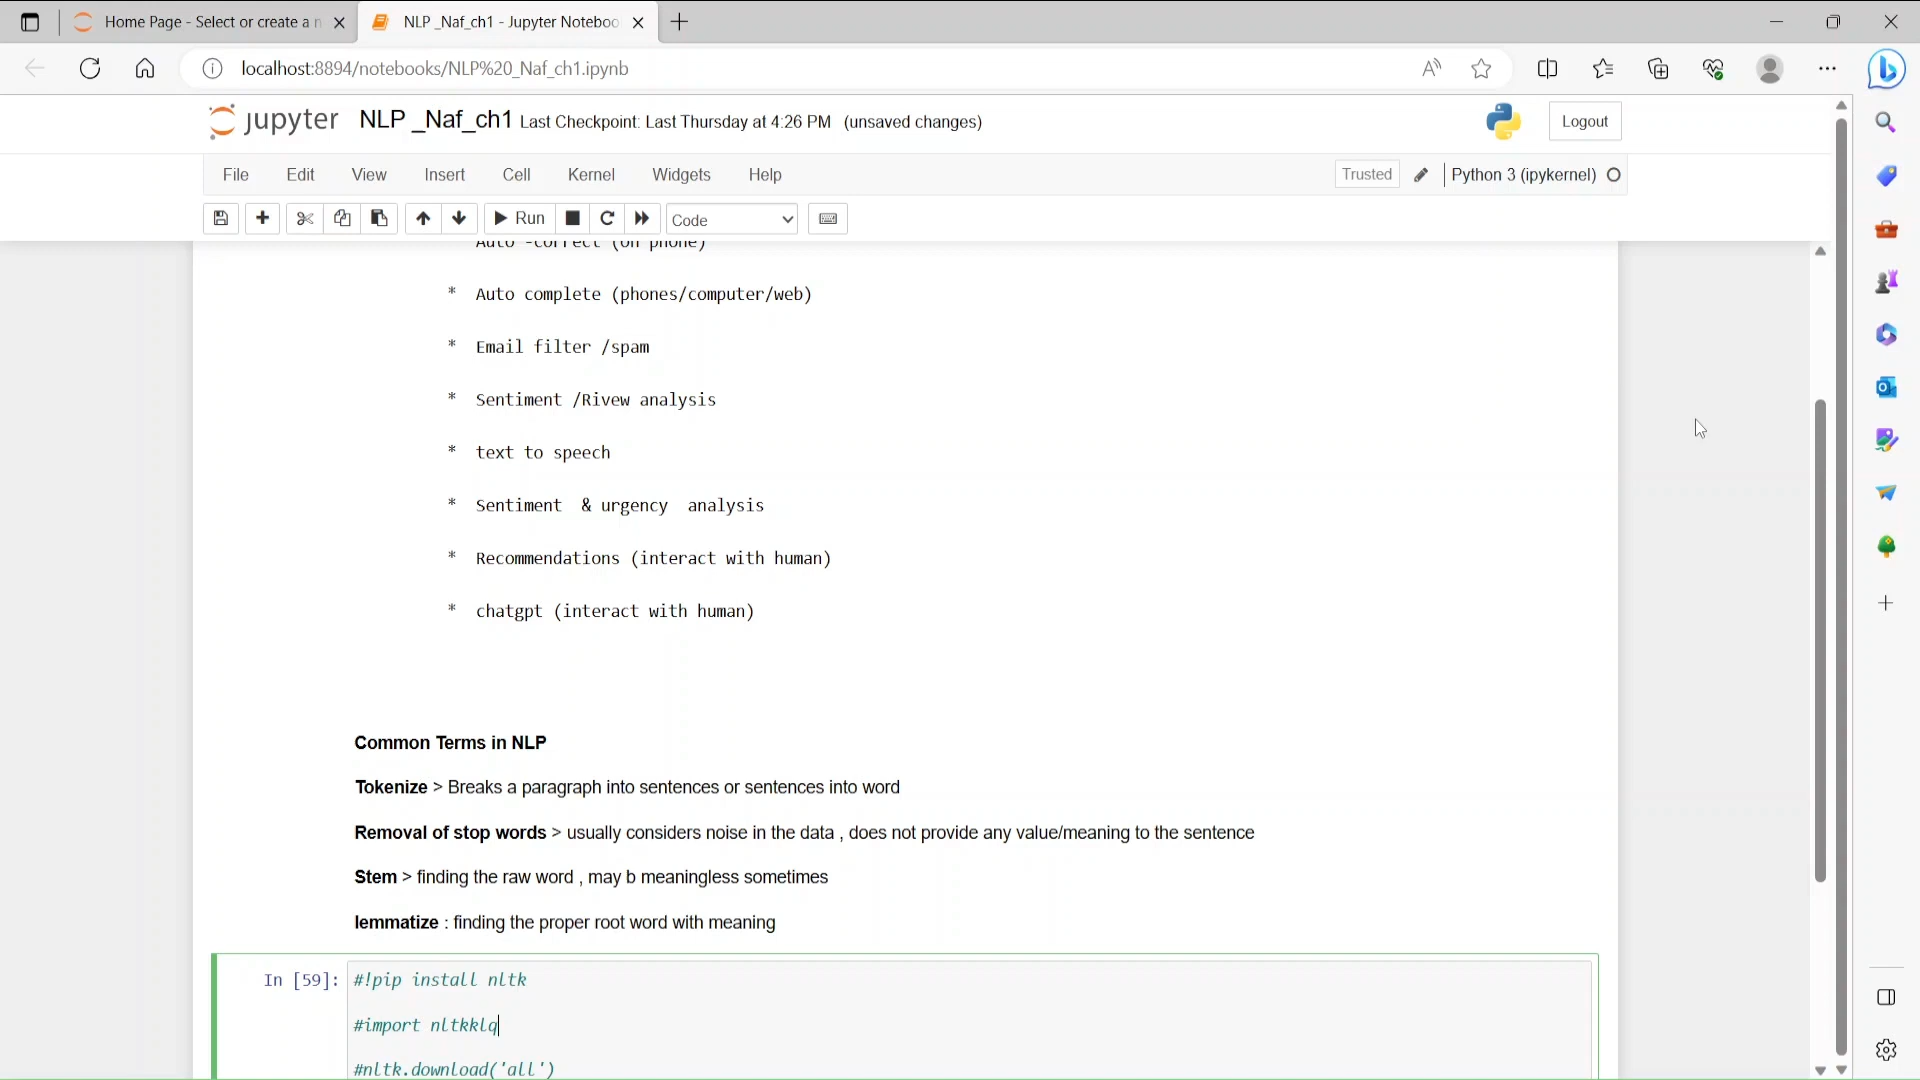 Home Page - Select or create a n
NLP _Naf_ch1 - Jupyter Noteboo
localhost:8894/notebooks/NLP%20_Naf_ch1.ipynb
jupyter NLP _Naf_ch1 Last Checkpoint: Last Thursday at 4:26 PM (unsaved changes)
Logout
File Edit View Insert Cell Kernel Widgets Help
Trusted
Python 3 (ipykernel)
Run
Code
Auto -correct (on phone)
* Auto complete (phones/computer/web)
* Email filter /spam
* Sentiment /Rivew analysis
* text to speech
* Sentiment & urgency analysis
* Recommendations (interact with human)
* chatgpt (interact with human)
Common Terms in NLP
Tokenize > Breaks a paragraph into sentences or sentences into word
Removal of stop words > usually considers noise in the data , does not provide any value/meaning to the sentence
Stem > finding the raw word , may b meaningless sometimes
lemmatize : finding the proper root word with meaning
In [59]: #!pip install nltk
#import nltkklq
#nltk.download('all')